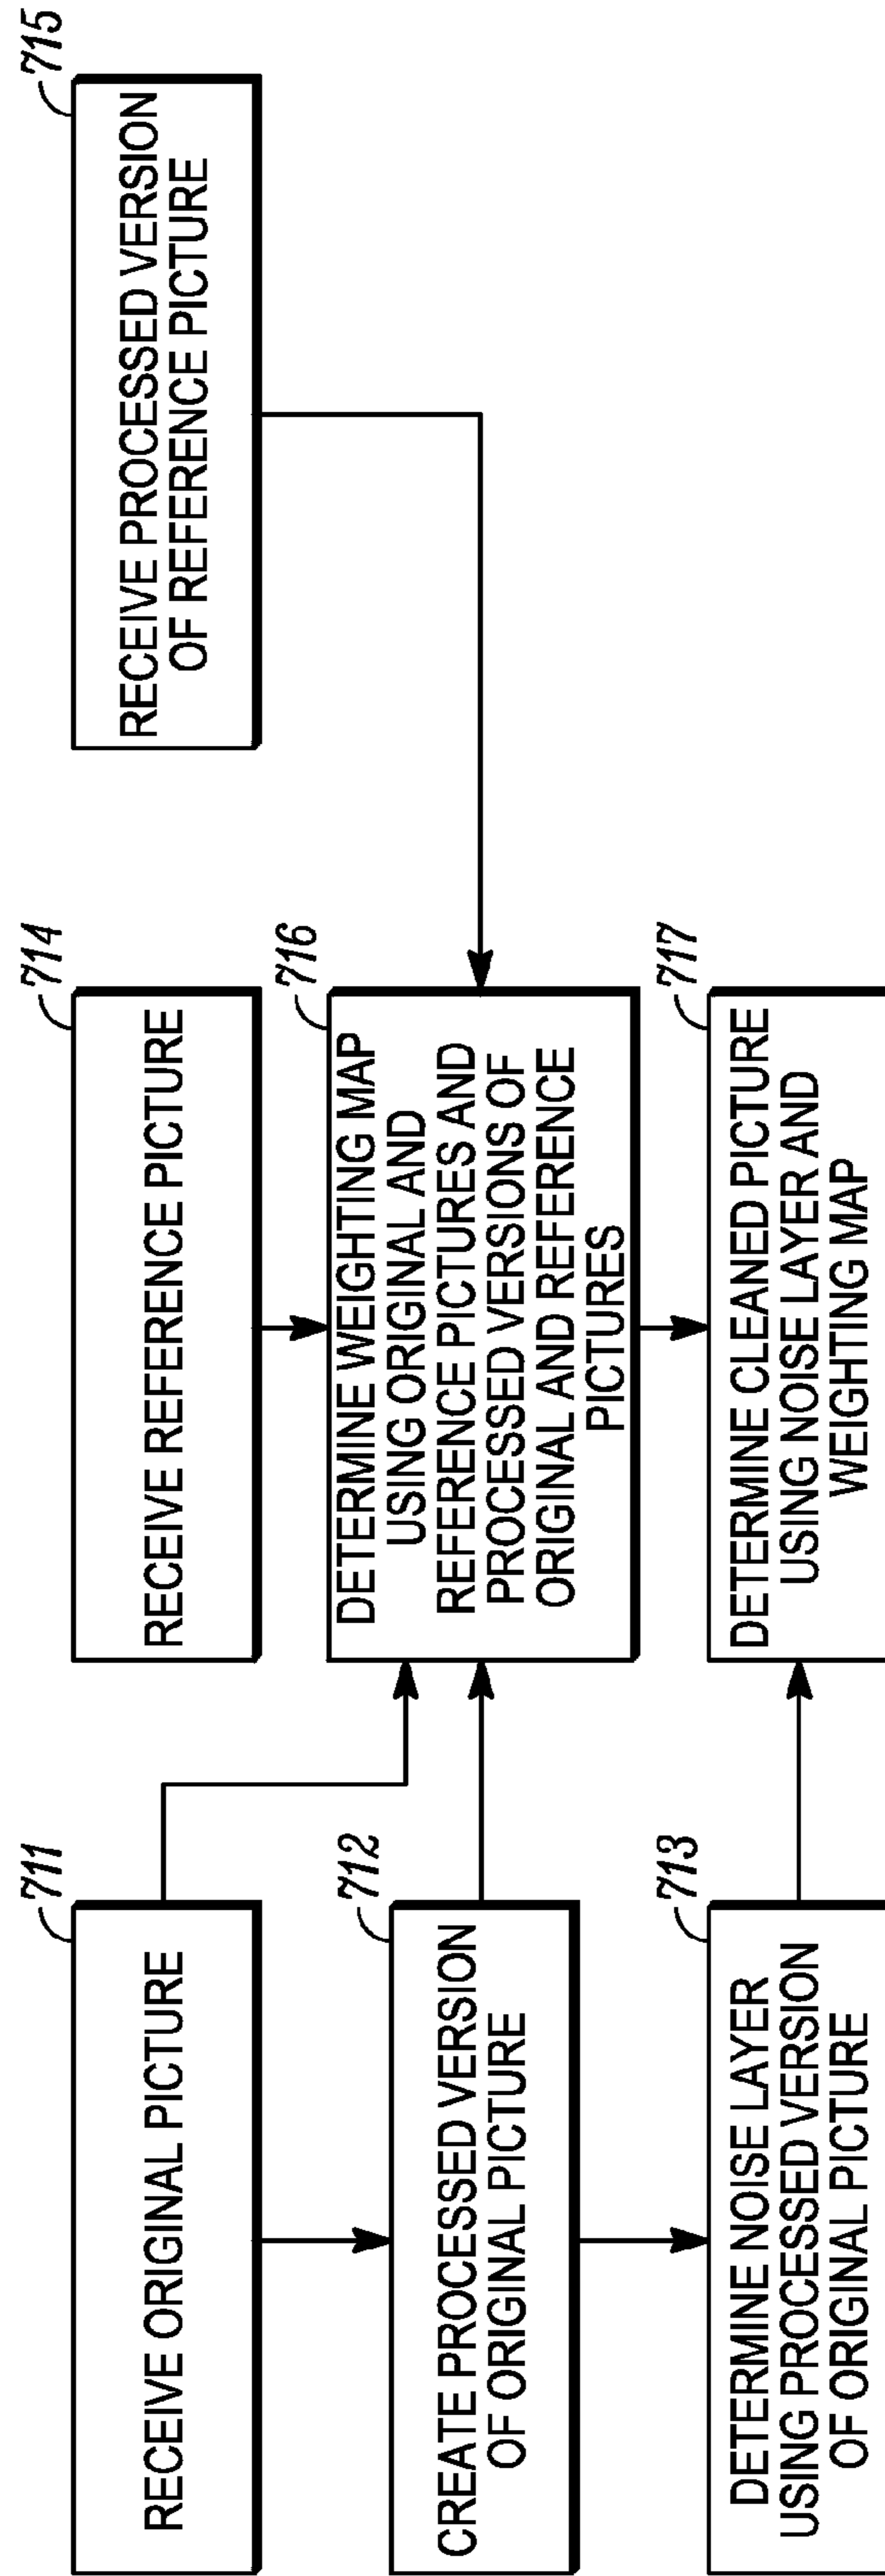 711
RECEIVE ORIGINAL PICTURE
712
CREATE PROCESSED VERSION
OF ORIGINAL PICTURE
713
DETERMINE NOISE LAYER
USING PROCESSED VERSION
OF ORIGINAL PICTURE
714
RECEIVE REFERENCE PICTURE
716
DETERMINE WEIGHTING MAP
USING ORIGINAL AND
REFERENCE PICTURES AND
PROCESSED VERSIONS OF
ORIGINAL AND REFERENCE
PICTURES
717
DETERMINE CLEANED PICTURE
USING NOISE LAYER AND
WEIGHTING MAP
715
RECEIVE PROCESSED VERSION
OF REFERENCE PICTURE